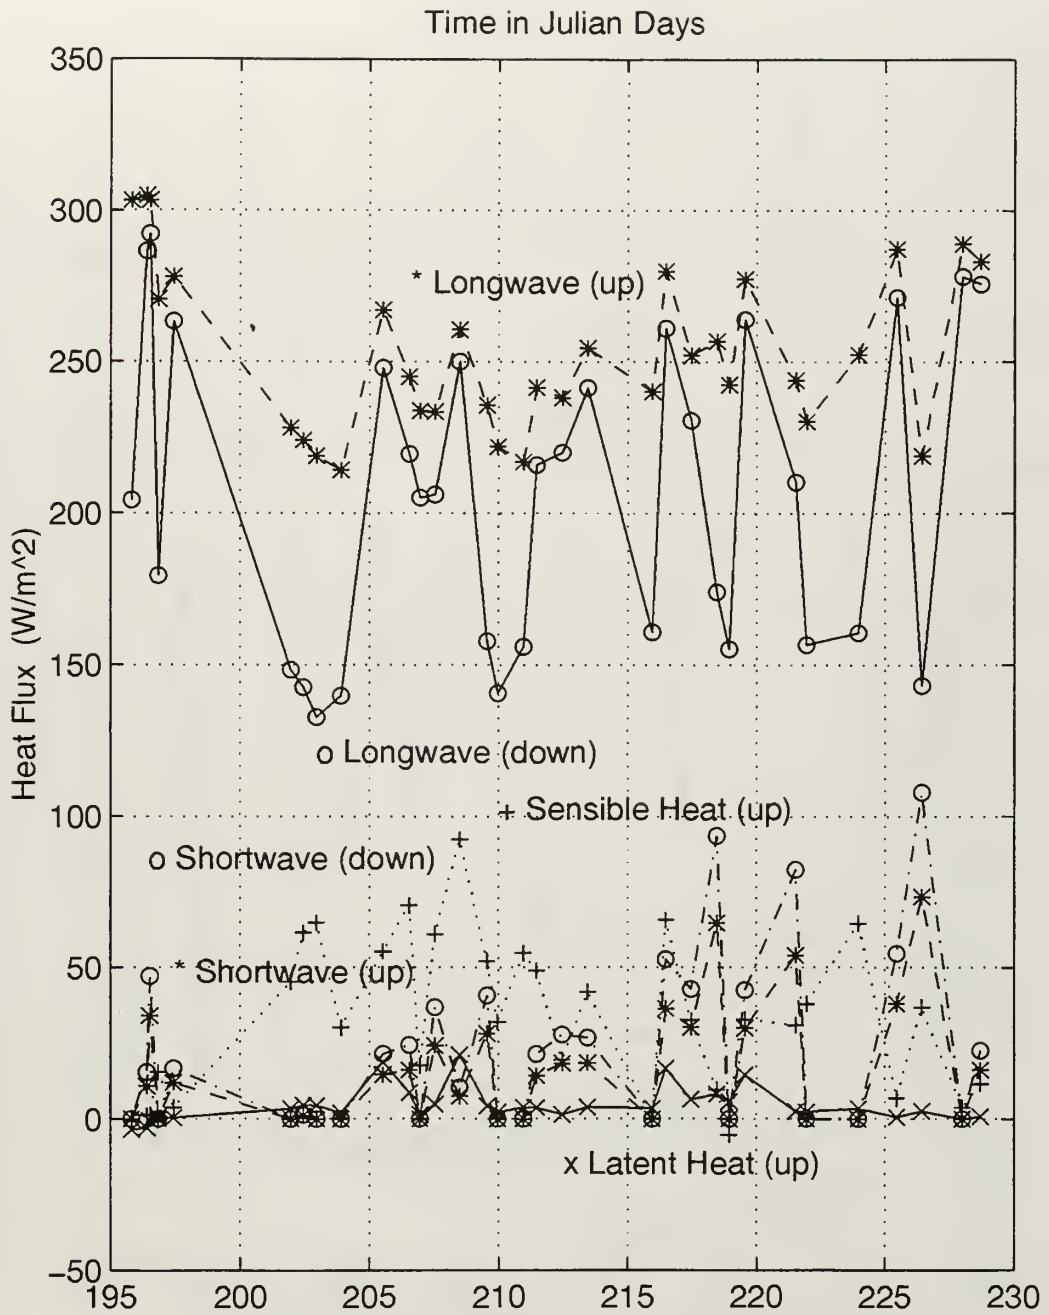 Time in Julian Days
350
300
250
200
150
100
50
0
−50
Heat Flux (W/m^2)
* Longwave (up)
o Longwave (down)
+ Sensible Heat (up)
o Shortwave (down)
* Shortwave (up)
x Latent Heat (up)
195 200 205 210 215 220 225 230